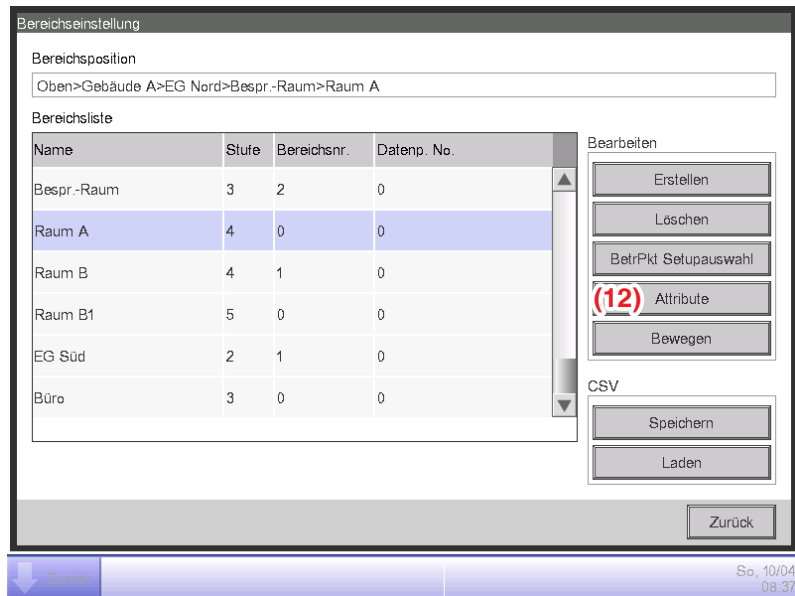 Bereichseinstellung
Bereichsposition
Oben>Gebäude A>EG Nord>Bespr.-Raum>Raum A
Bereichsliste
Name Stufe Bereichsnr. Datenp. No.
Bespr.-Raum 3 2 0
Raum A 4 0 0
Raum B 4 1 0
Raum B1 5 0 0
EG Süd 2 1 0
Büro 3 0 0
Bearbeiten
Erstellen
Löschen
BetrPkt Setupauswahl
(12) Attribute
Bewegen
CSV
Speichern
Laden
Zurück
Zurück
So, 10/04
08:37